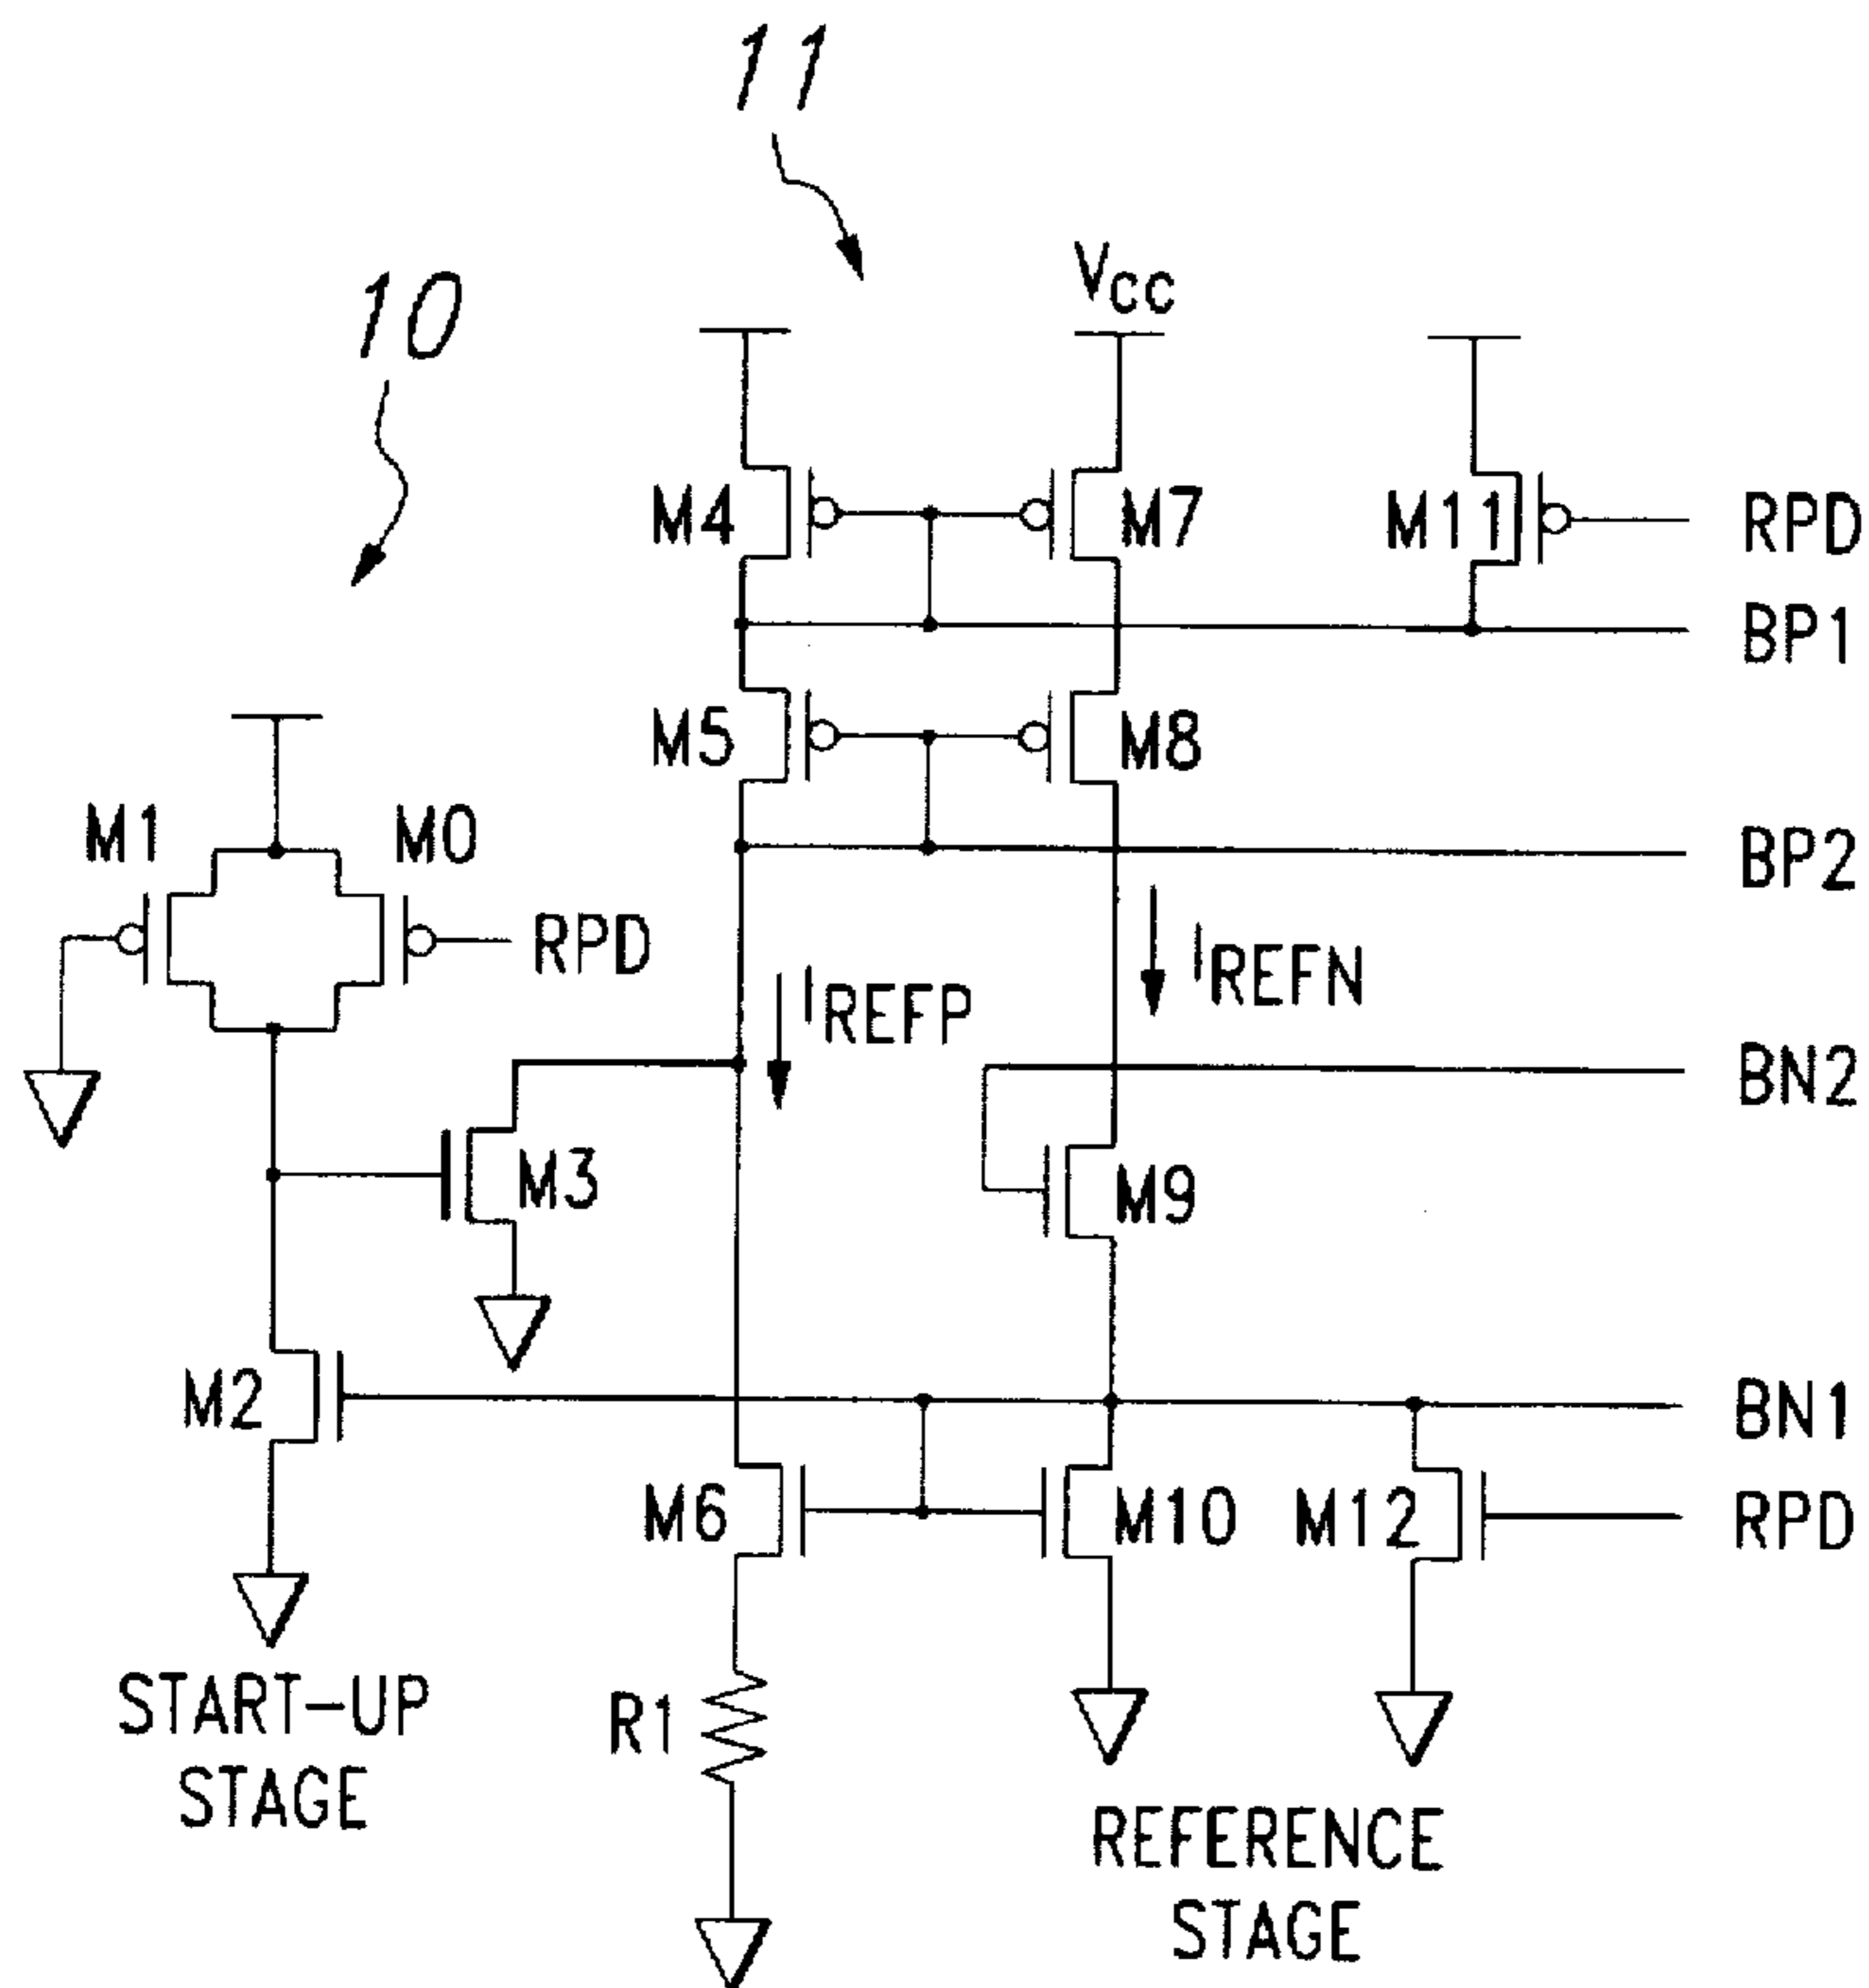 11
10
VCC
M4
M7
M11
RPD
BP1
M5
M8
M1
M0
BP2
RPD
IREFP
IREFN
BN2
M3
M9
M2
BN1
M6
M10
M12
RPD
START-UP
STAGE
R1
REFERENCE
STAGE